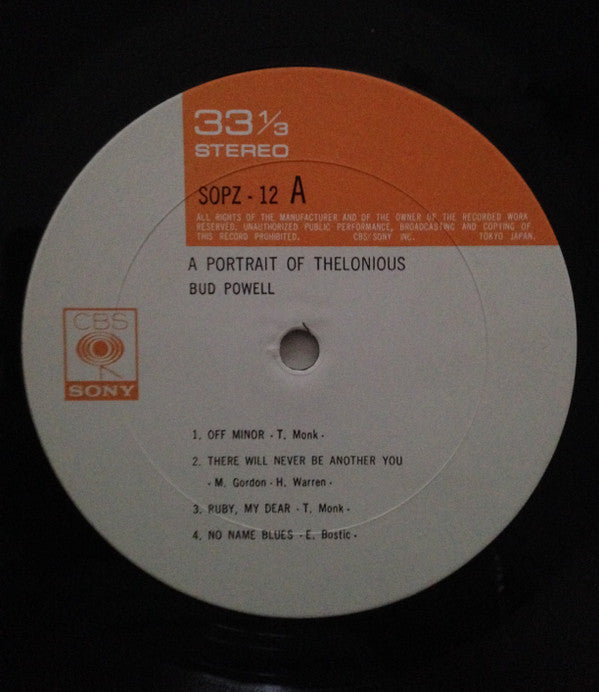 33 1/3
STEREO
SOPZ - 12 A
ALL RIGHTS OF THE MANUFACTURER AND OF THE OWNER OF THE RECORDED WORK
RESERVED. UNAUTHORIZED PUBLIC PERFORMANCE, BROADCASTING AND COPYING OF
THIS RECORD PROHIBITED. CBS/SONY INC. TOKYO JAPAN.
A PORTRAIT OF THELONIOUS
BUD POWELL
CBS
SONY
1. OFF MINOR - T. Monk -
2. THERE WILL NEVER BE ANOTHER YOU
- M. Gordon - H. Warren -
3. RUBY, MY DEAR - T. Monk -
4. NO NAME BLUES - E. Bostic -